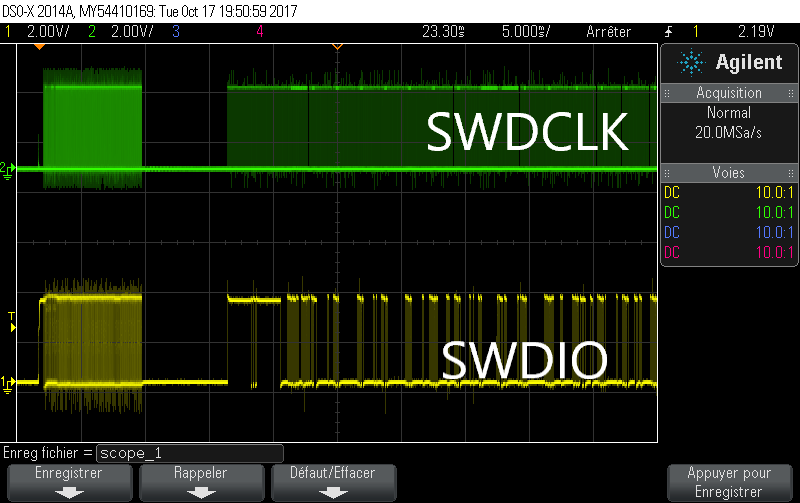 DSO-X 2014A, MY54410169: Tue Oct 17 19:50:59 2017
1 2.00V/ 2 2.00V/ 3 4 23.30ms 5.000ms/ Arrêter 1 2.19V
Agilent
Acquisition
Normal
20.0MSa/s
Voies
DC 10.0:1
DC 10.0:1
DC 10.0:1
DC 10.0:1
SWDCLK
2
T
SWDIO
1
Enreg fichier = scope_1
Enregistrer Rappeler Défaut/Effacer
Appuyer pour
Enregistrer